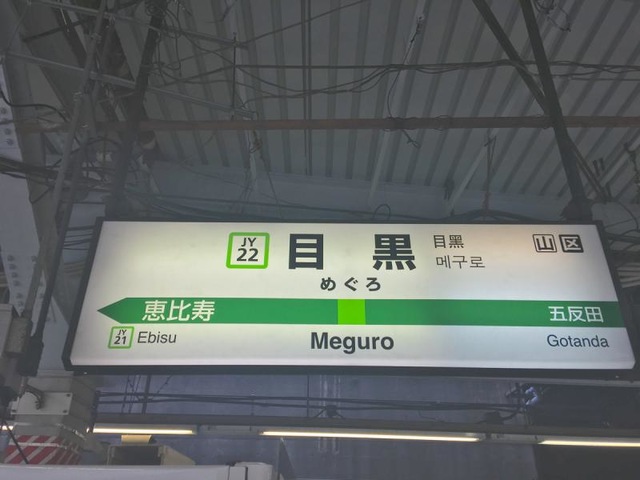 JY
22
目黒
目黑
메구로
山 区
めぐろ
恵比寿
五反田
JY
21
Ebisu
Meguro
Gotanda